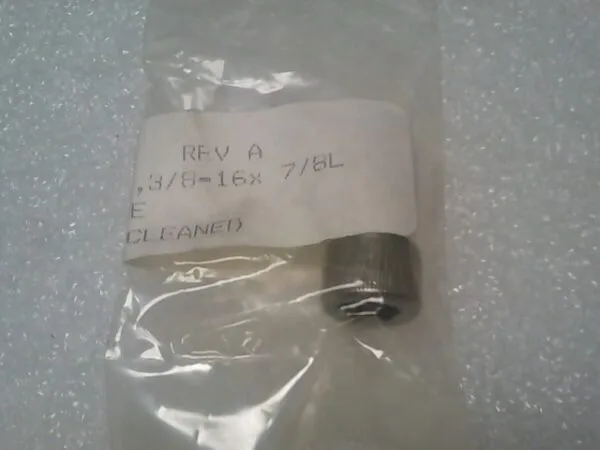 REV A
,3/8-16x 7/8L
E
CLEANED